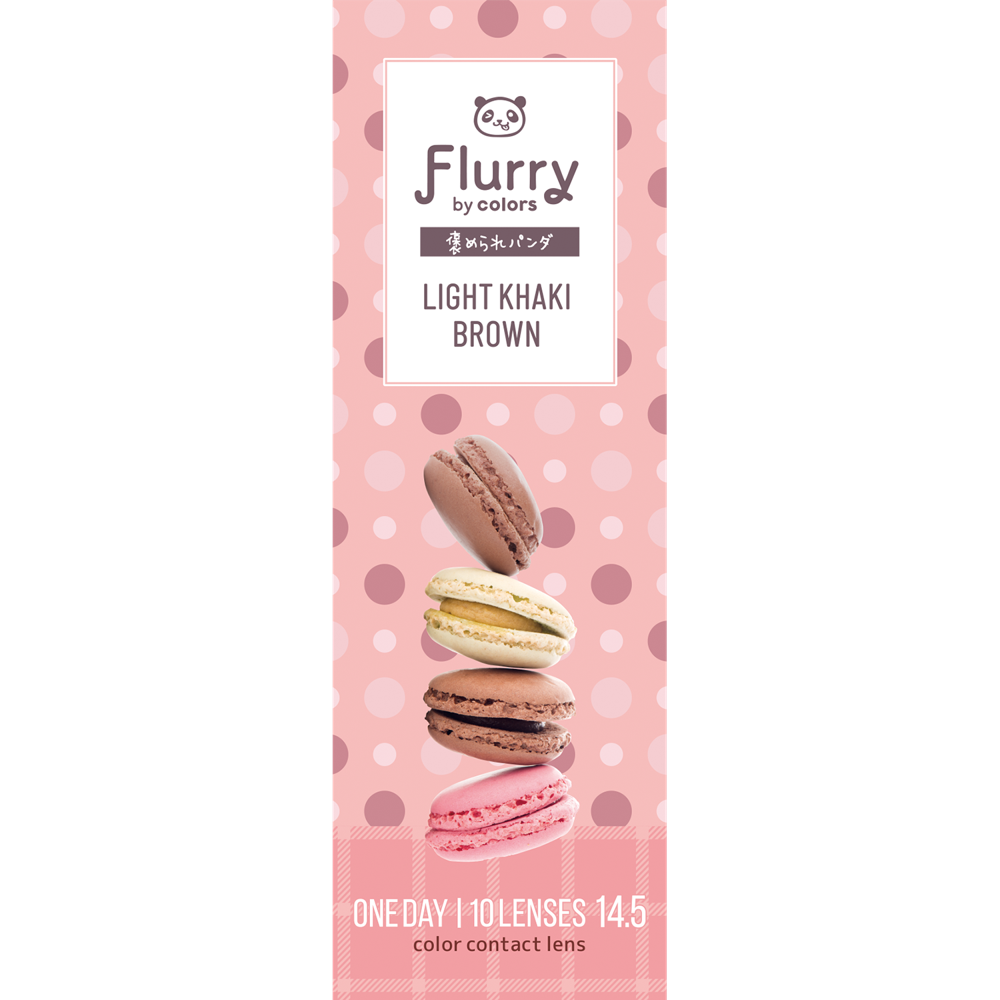 Flurry
by colors
褒められパンダ
LIGHT KHAKI
BROWN
ONE DAY | 10 LENSES 14.5
color contact lens